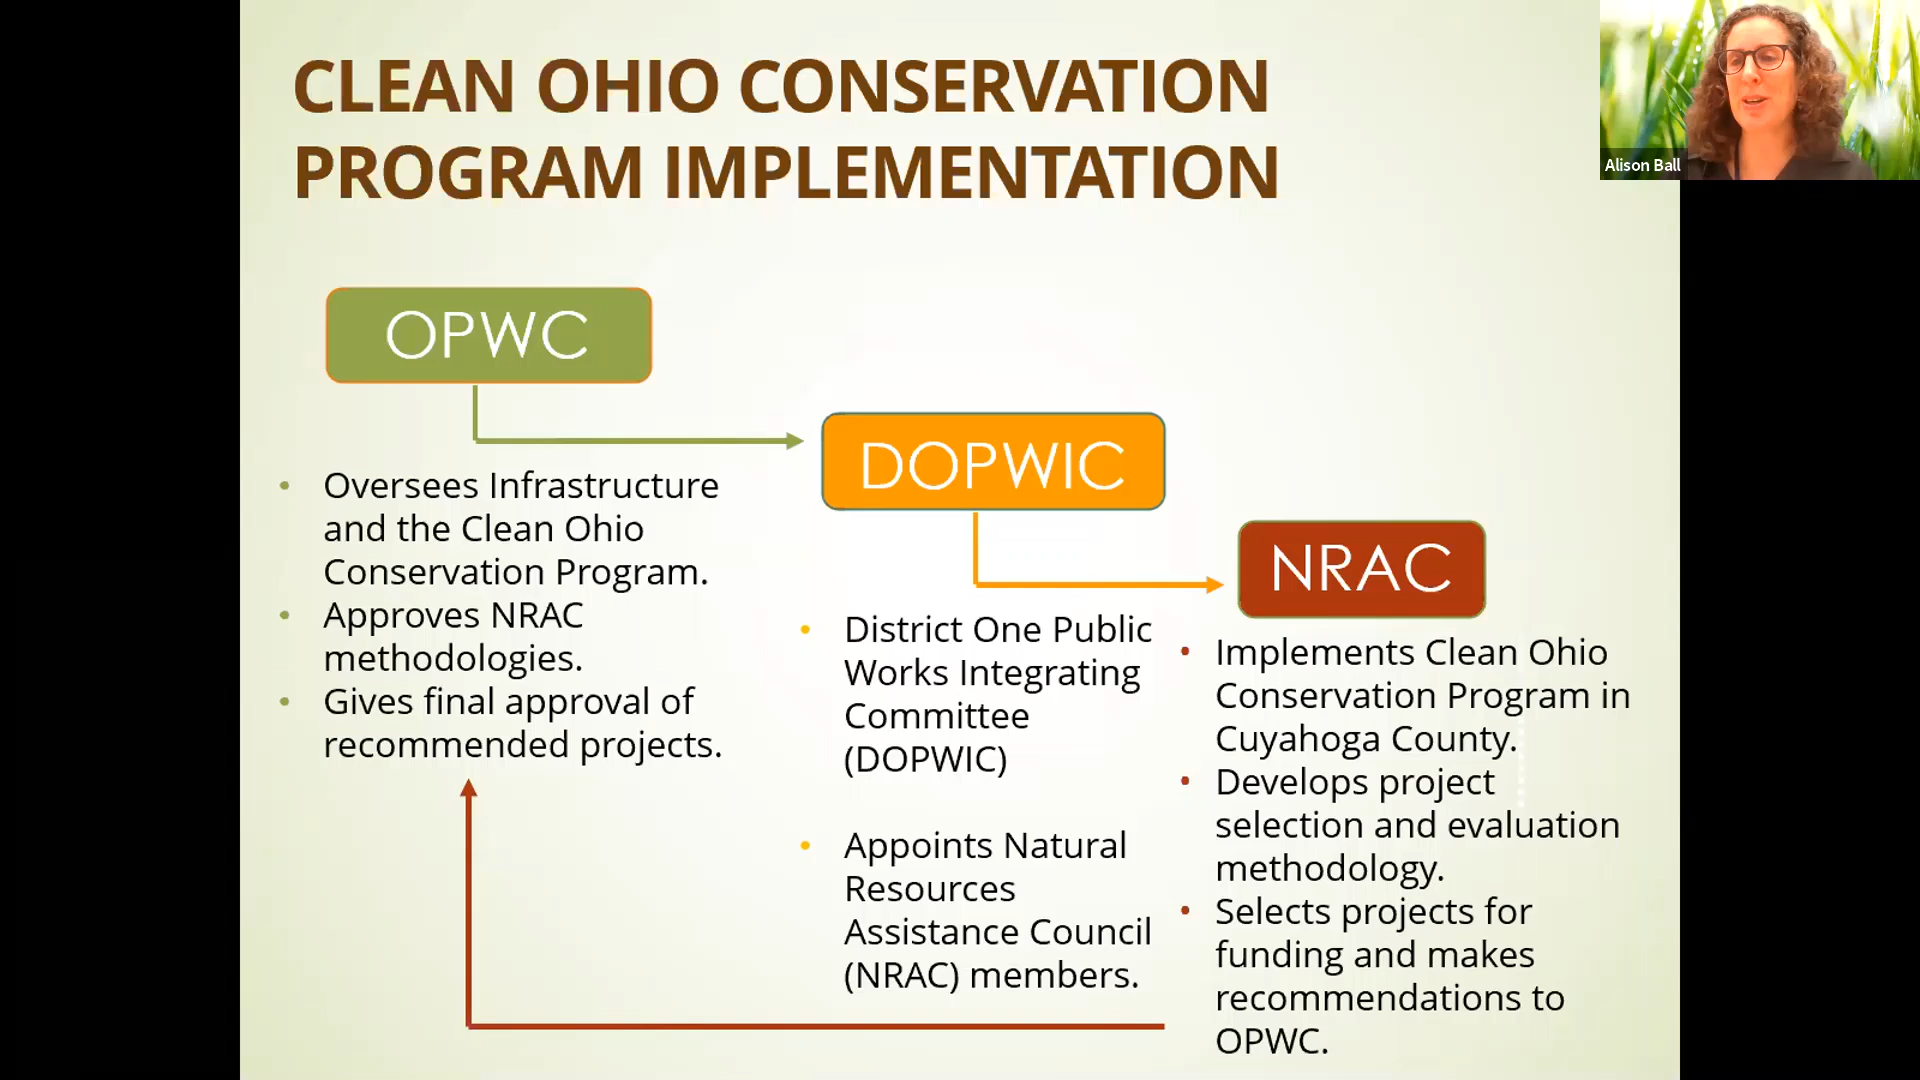 CLEAN OHIO CONSERVATION
PROGRAM IMPLEMENTATION
Alison Ball
OPWC
• Oversees Infrastructure
and the Clean Ohio
Conservation Program.
• Approves NRAC
methodologies.
• Gives final approval of
recommended projects.
DOPWIC
• District One Public
Works Integrating
Committee
(DOPWIC)
• Appoints Natural
Resources
Assistance Council
(NRAC) members.
NRAC
• Implements Clean Ohio
Conservation Program in
Cuyahoga County.
• Develops project
selection and evaluation
methodology.
• Selects projects for
funding and makes
recommendations to
OPWC.